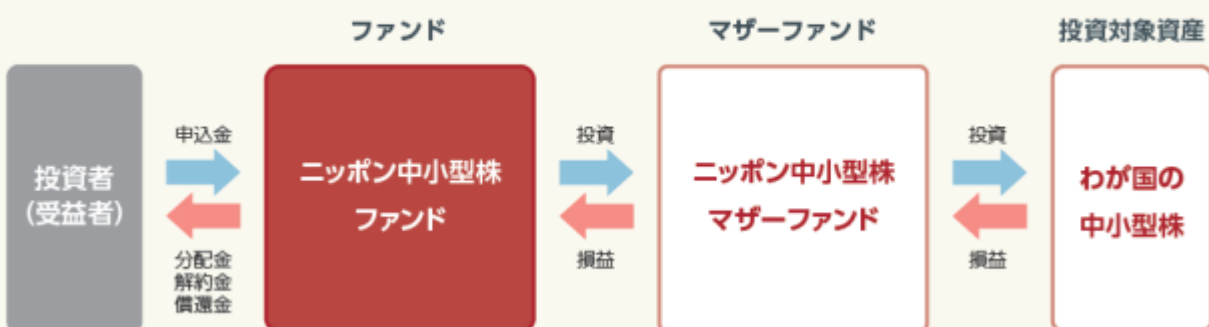 ファンド
マザーファンド
投資対象資産
投資者
(受益者)
申込金
分配金
解約金
償還金
ニッポン中小型株
ファンド
投資
損益
ニッポン中小型株
マザーファンド
投資
損益
わが国の
中小型株